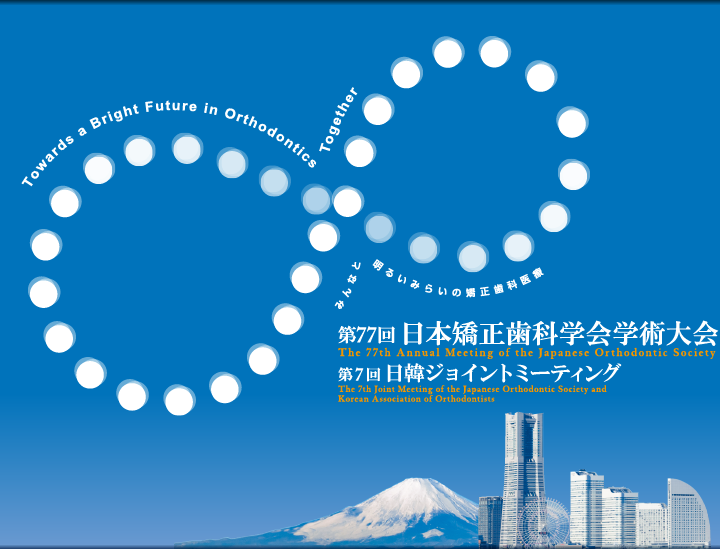 Towards a Bright Future in Orthodontics
Together
みんなと
明るいみらいの矯正歯科医療
第77回 日本矯正歯科学会学術大会
The 77th Annual Meeting of the Japanese Orthodontic Society
第7回 日韓ジョイントミーティング
The 7th Joint Meeting of the Japanese Orthodontic Society and
Korean Association of Orthodontists